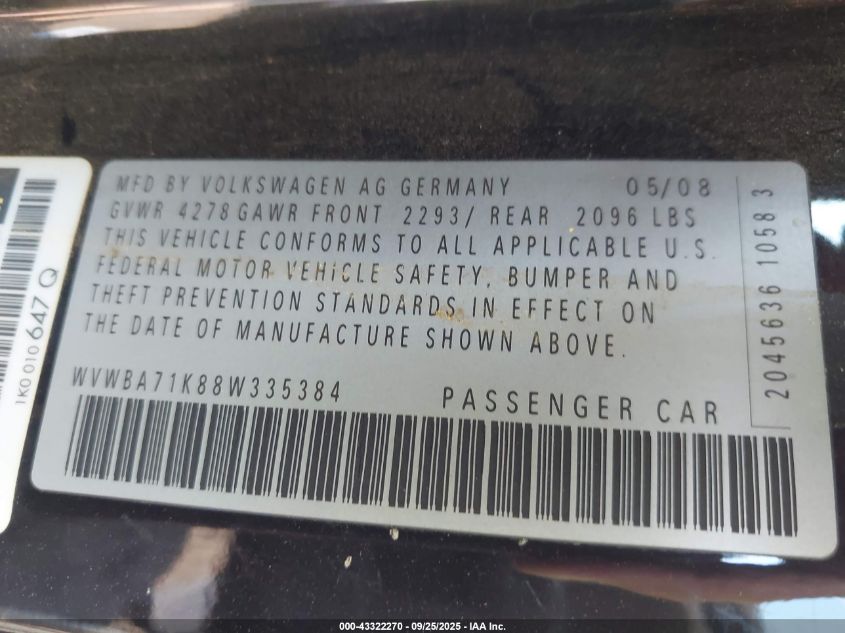 MFD BY VOLKSWAGEN AG GERMANY 05/08
GVWR 4278 GAWR FRONT 2293/ REAR 2096 LBS
THIS VEHICLE CONFORMS TO ALL APPLICABLE U.S.
FEDERAL MOTOR VEHICLE SAFETY, BUMPER AND
THEFT PREVENTION STANDARDS IN EFFECT ON
THE DATE OF MANUFACTURE SHOWN ABOVE.
WVWBA71K88W335384 PASSENGER CAR
2045636 1058 3
1K0 010 647 Q
000-43322270 - 09/25/2025 - IAA Inc.